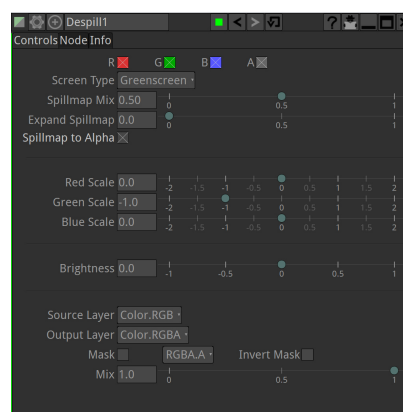 Despill1 < > ?
Controls Node Info
R G B A
Screen Type Greenscreen
Spillmap Mix 0.50 0 0.5 1
Expand Spillmap 0.0 0 0.5 1
Spillmap to Alpha
Red Scale 0.0 -2 -1.5 -1 -0.5 0 0.5 1 1.5 2
Green Scale -1.0 -2 -1.5 -1 -0.5 0 0.5 1 1.5 2
Blue Scale 0.0 -2 -1.5 -1 -0.5 0 0.5 1 1.5 2
Brightness 0.0 -1 -0.5 0 0.5 1
Source Layer Color.RGB
Output Layer Color.RGBA
Mask RGBA.A Invert Mask
Mix 1.0 0 0.5 1